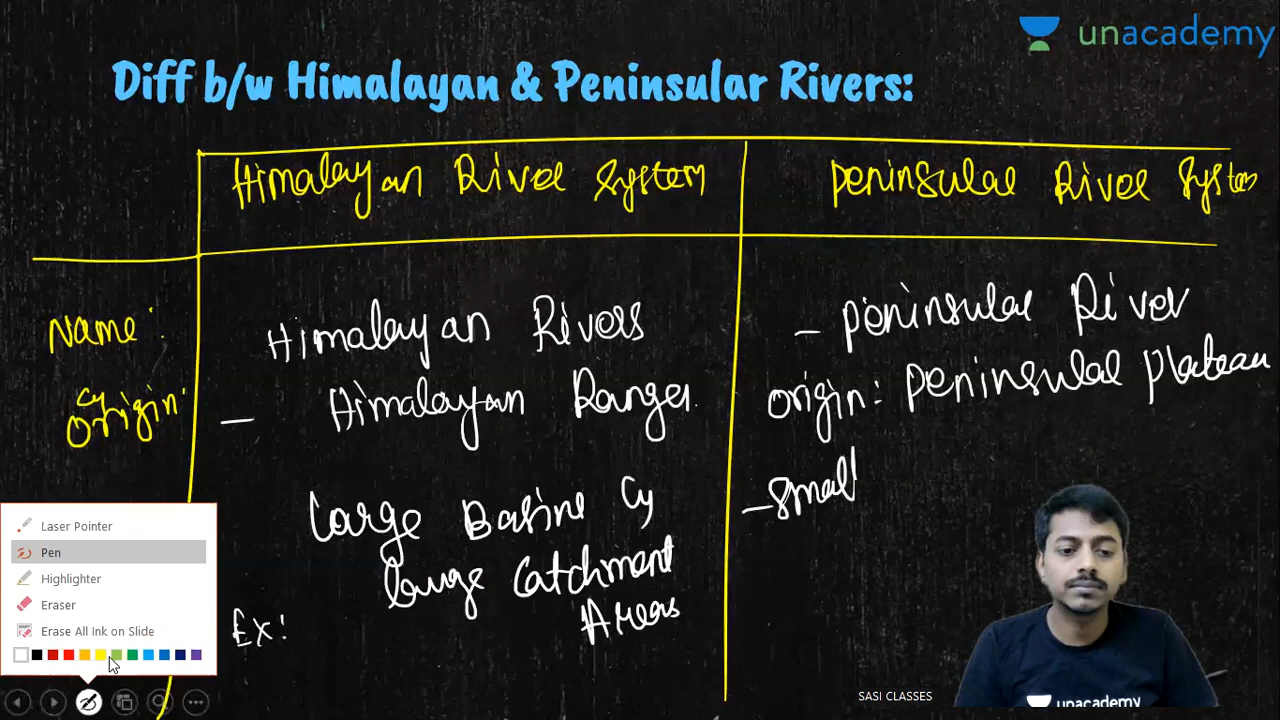 unacademy
Diff b/w Himalayan & Peninsular Rivers:
Himalayan River System
Peninsular River System
Name:
Himalayan Rivers
- Peninsular River
Origin:
- Himalayan Ranges.
origin: Peninsular Plateau
Large Basine
- Small
Large Catchment
Areas
Ex:
Laser Pointer
Pen
Highlighter
Eraser
Erase All Ink on Slide
SASI CLASSES
unacademy